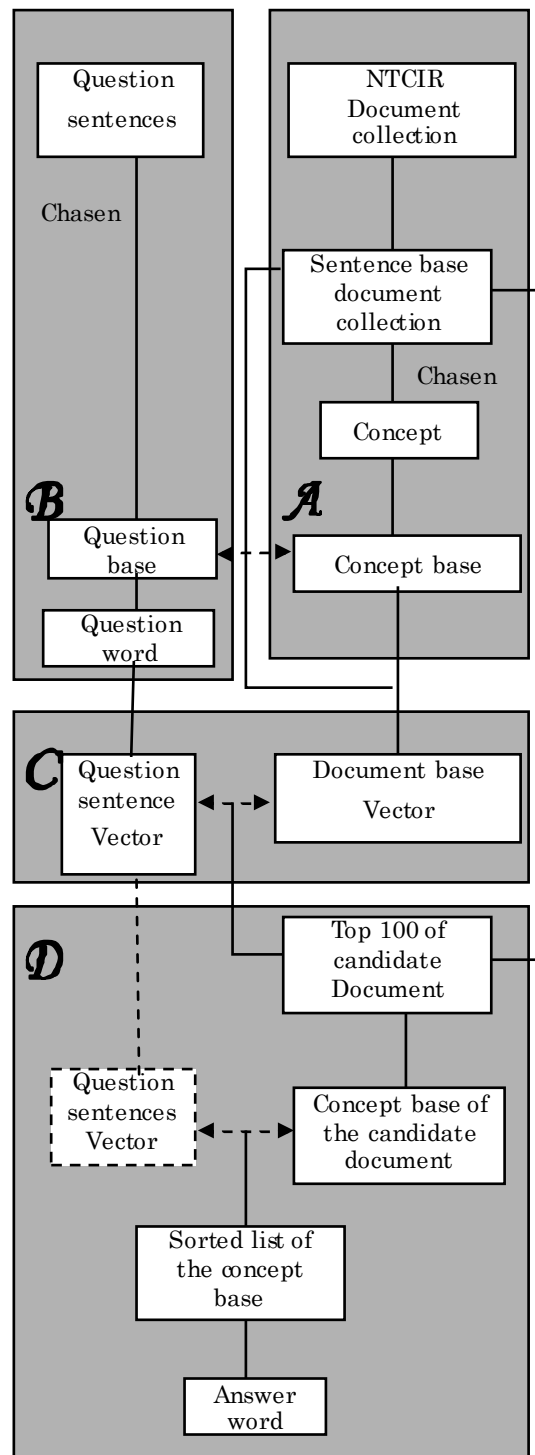 Question
sentences
Chasen
B
Question
base
Question
word
NTCIR
Document
collection
Sentence base
document
collection
Chasen
Concept
A
Concept base
C
Question
sentence
Vector
Document base
Vector
D
Top 100 of
candidate
Document
Question
sentences
Vector
Concept base of
the candidate
document
Sorted list of
the concept
base
Answer
word